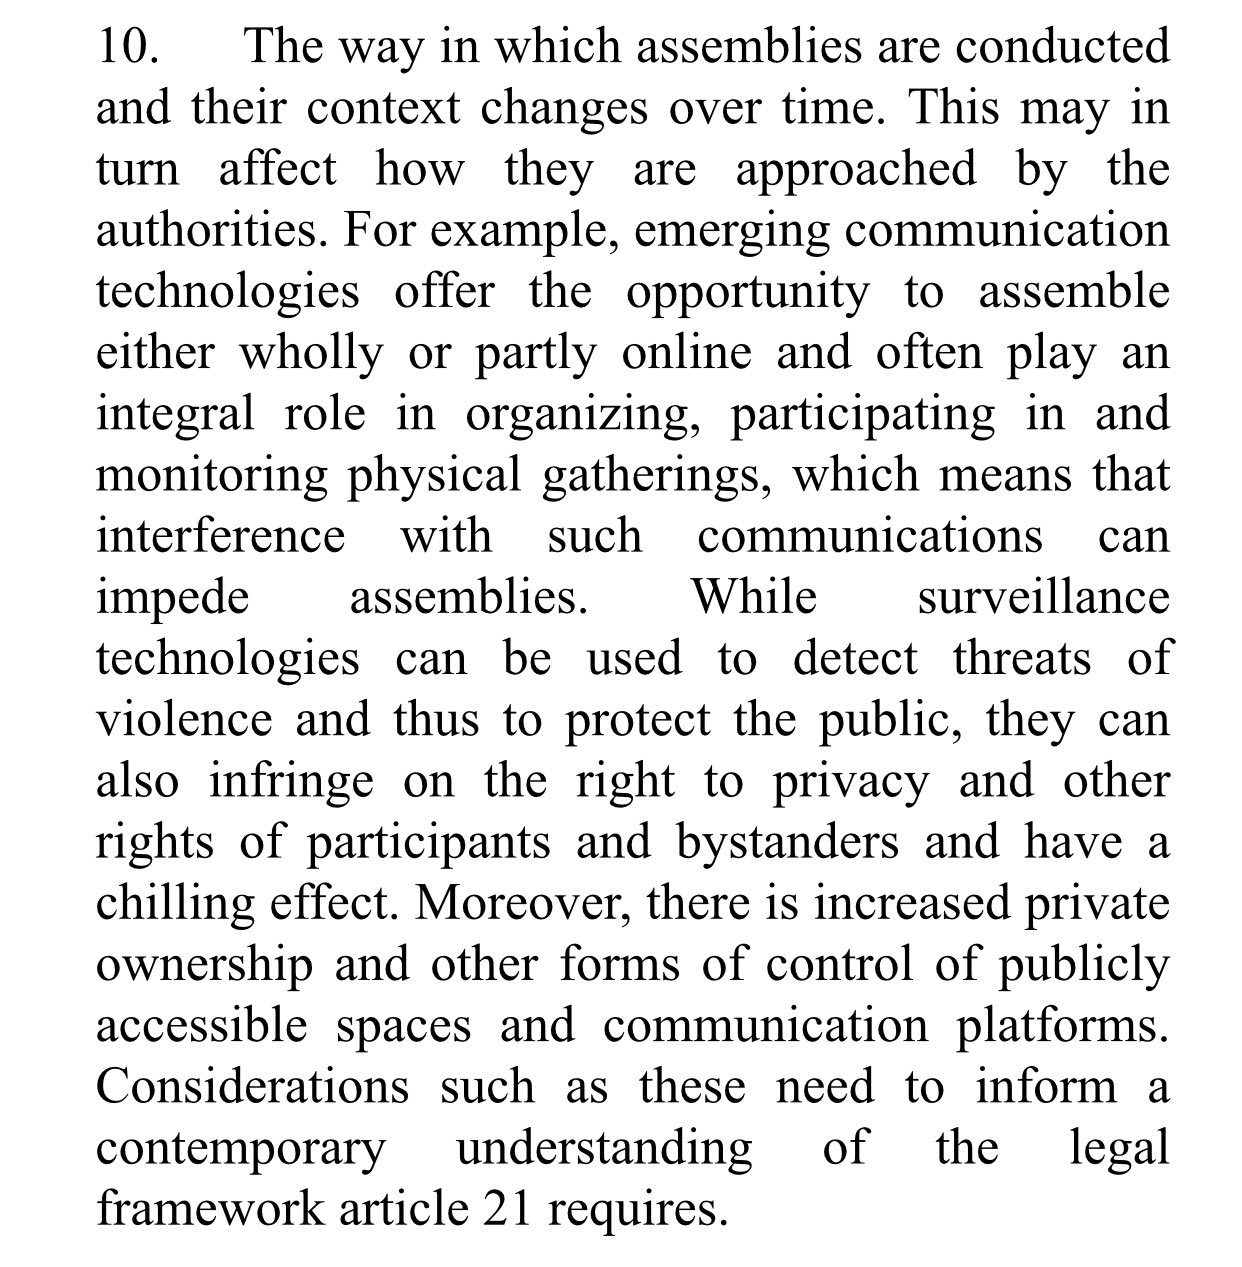 10. The way in which assemblies are conducted
and their context changes over time. This may in
turn affect how they are approached by the
authorities. For example, emerging communication
technologies offer the opportunity to assemble
either wholly or partly online and often play an
integral role in organizing, participating in and
monitoring physical gatherings, which means that
interference with such communications can
impede assemblies. While surveillance
technologies can be used to detect threats of
violence and thus to protect the public, they can
also infringe on the right to privacy and other
rights of participants and bystanders and have a
chilling effect. Moreover, there is increased private
ownership and other forms of control of publicly
accessible spaces and communication platforms.
Considerations such as these need to inform a
contemporary understanding of the legal
framework article 21 requires.